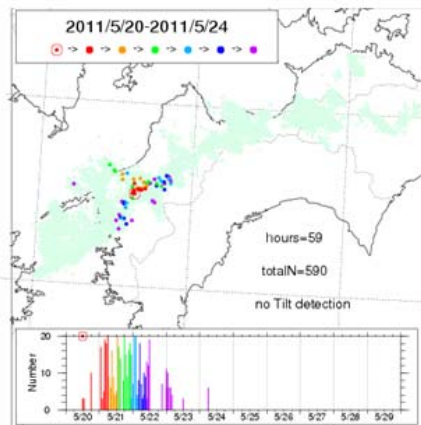 2011/5/20-2011/5/24
-> -> -> -> -> ->
hours=59
totalN=590
no Tilt detection
20
10
0
Number
5/20 5/21 5/22 5/23 5/24 5/25 5/26 5/27 5/28 5/29